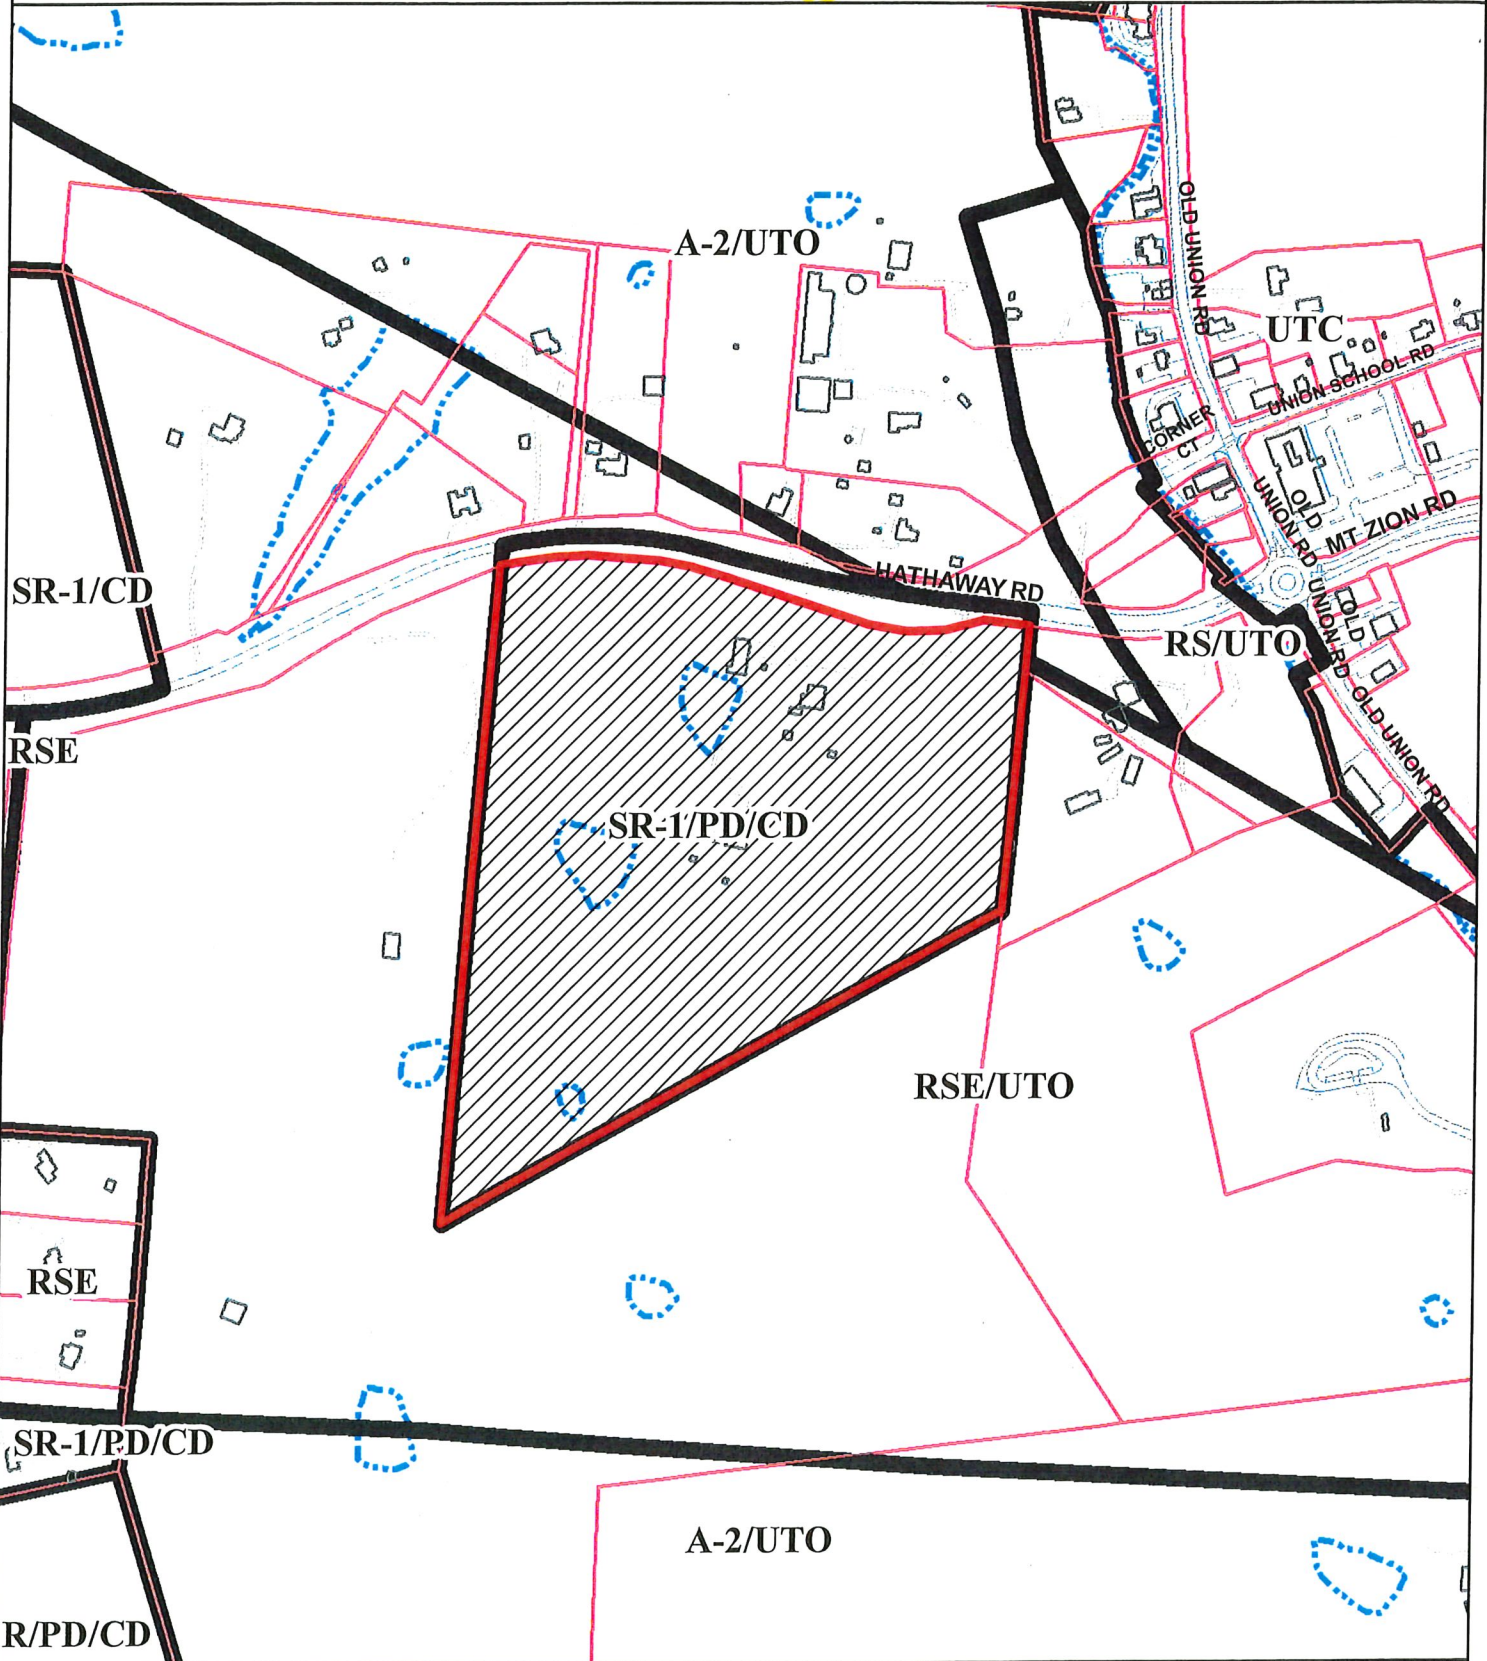 A-2/UTO
OLD UNION RD
UTC
UNION SCHOOL RD
CORNER
CT
OLD
UNION RD
MT ZION RD
SR-1/CD
HATHAWAY RD
RS/UTO
OLD
UNION RD
RSE
OLD UNION RD
SR-1/PD/CD
RSE/UTO
RSE
SR-1/PD/CD
A-2/UTO
R/PD/CD